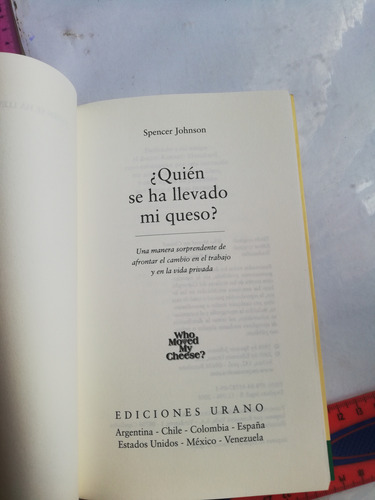 Spencer Johnson
¿Quién
se ha llevado
mi queso?
Una manera sorprendente de
afrontar el cambio en el trabajo
y en la vida privada
Who
Moved
My
Cheese?
EDICIONES URANO
Argentina - Chile - Colombia - España
Estados Unidos - México - Venezuela